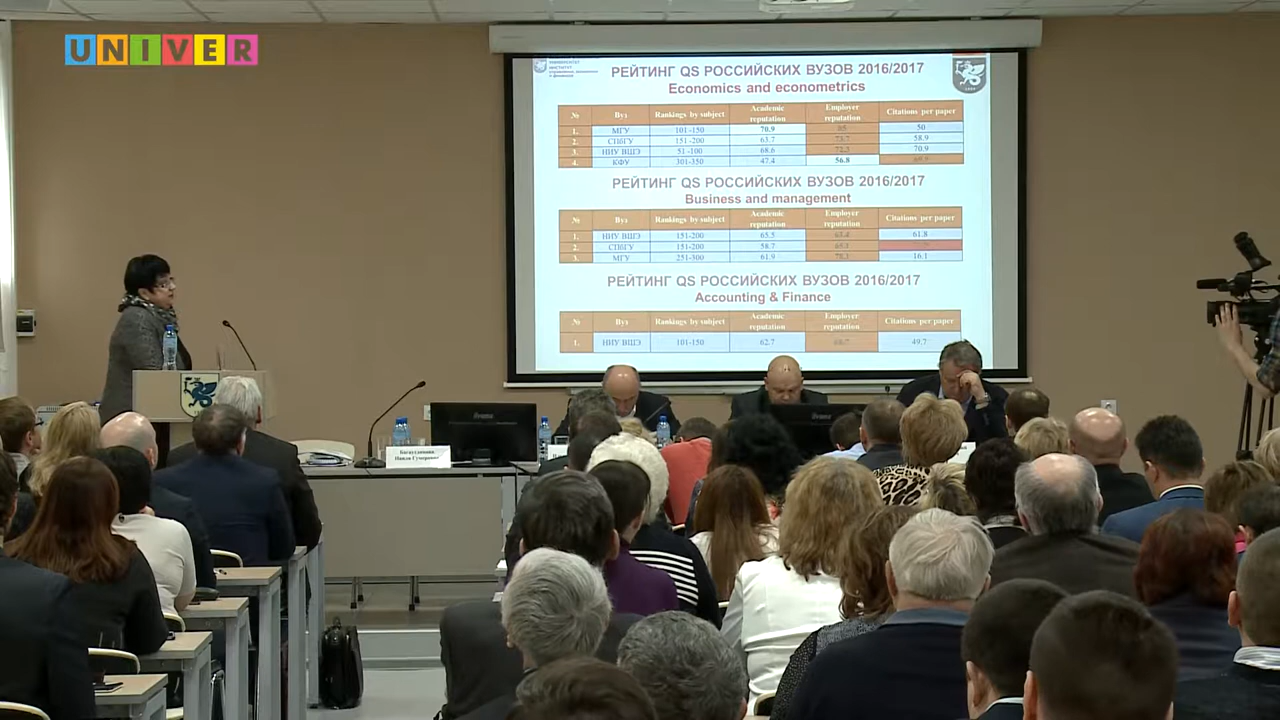 UNIVER
РЕЙТИНГ QS РОССИЙСКИХ ВУЗОВ 2016/2017
Economics and econometrics
№ Вуз Rankings by subject Academic reputation Employer reputation Citations per paper
1. МГУ 101-150 70,9 50
2. СПбГУ 151-200 63.7 58.9
3. НИУ ВШЭ 51-100 68.6 72.3 70.9
4. КФУ 301-350 47.4 56.8
РЕЙТИНГ QS РОССИЙСКИХ ВУЗОВ 2016/2017
Business and management
№ Вуз Rankings by subject Academic reputation Employer reputation Citations per paper
1. НИУ ВШЭ 151-200 65.5 61.8
2. СПбГУ 151-200 58.7
3. МГУ 251-300 61.9 78.1 16.1
РЕЙТИНГ QS РОССИЙСКИХ ВУЗОВ 2016/2017
Accounting & Finance
№ Вуз Rankings by subject Academic reputation Employer reputation Citations per paper
1. НИУ ВШЭ 101-150 62.7 49.7